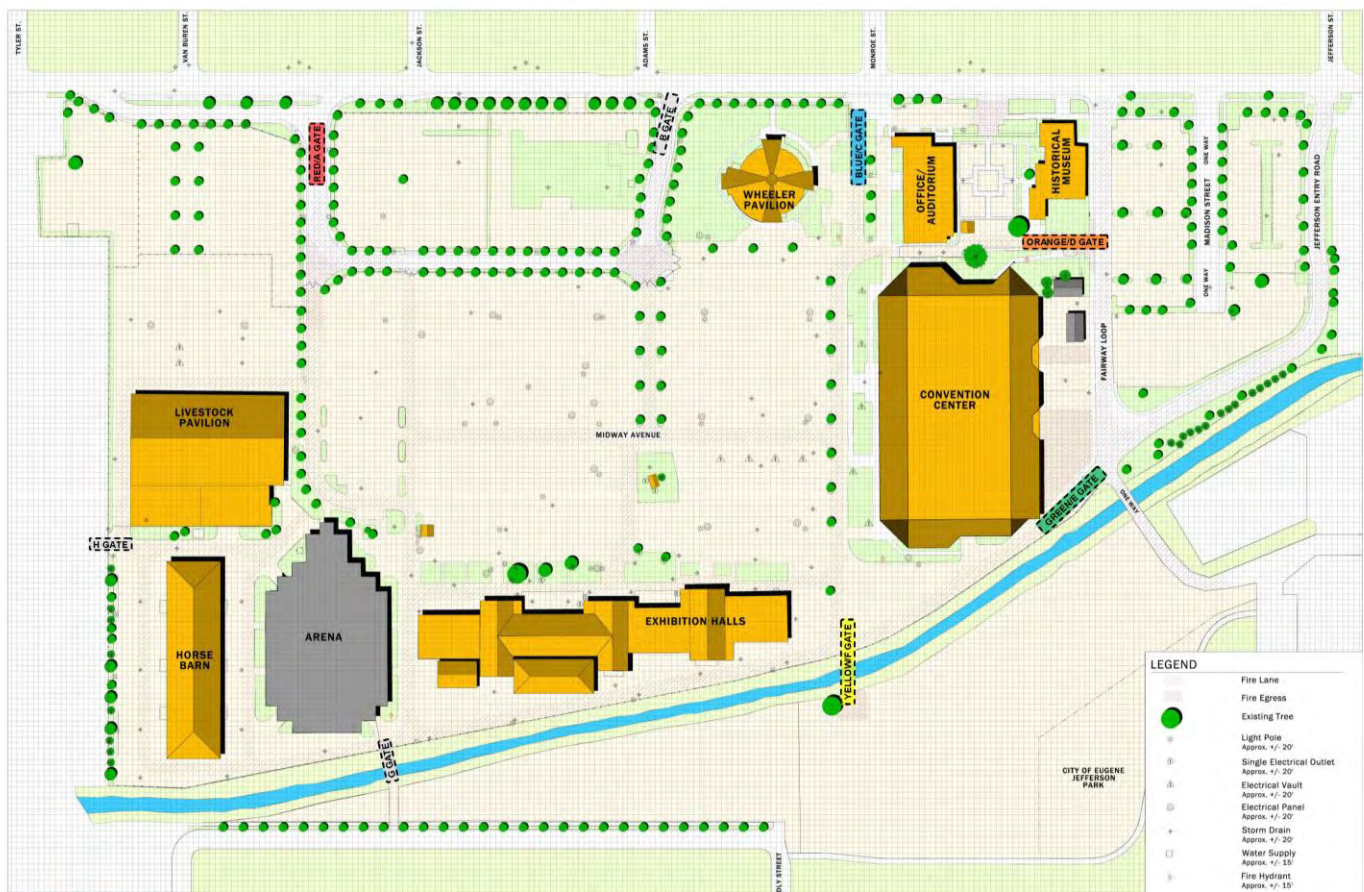 TYLER ST.
VAN BUREN ST.
JACKSON ST.
ADAMS ST.
MONROE ST.
JEFFERSON ST.
RED/A GATE
B GATE
BLUE/C GATE
WHEELER
PAVILION
OFFICE/
AUDITORIUM
HISTORICAL
MUSEUM
ONE WAY
MADISON STREET
ONE WAY
JEFFERSON ENTRY ROAD
ORANGE/D GATE
FAIRWAY LOOP
LIVESTOCK
PAVILION
CONVENTION
CENTER
MIDWAY AVENUE
GREEN/E GATE
ONE WAY
H GATE
HORSE
BARN
ARENA
EXHIBITION HALLS
YELLOW/F GATE
G GATE
CITY OF EUGENE
JEFFERSON
PARK
DLY STREET
LEGEND
Fire Lane
Fire Egress
Existing Tree
Light Pole
Approx. +/- 20'
Single Electrical Outlet
Approx. +/- 20'
Electrical Vault
Approx. +/- 20'
Electrical Panel
Approx. +/- 20'
Storm Drain
Approx. +/- 20'
Water Supply
Approx. +/- 15'
Fire Hydrant
Approx. +/- 15'